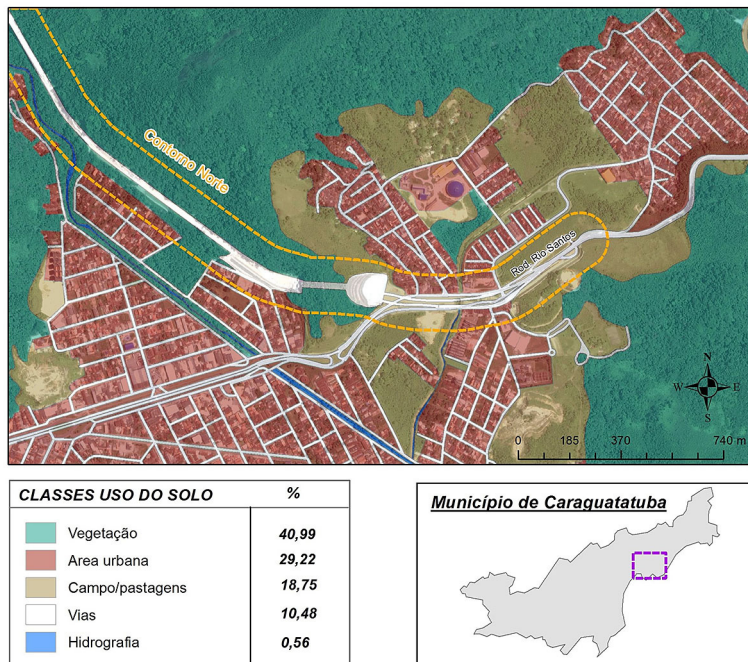 Contorno Norte
Rod. Rio Santos
N
W E
S
0 185 370 740 m
CLASSES USO DO SOLO %
Vegetação 40,99
Area urbana 29,22
Campo/pastagens 18,75
Vias 10,48
Hidrografia 0,56
Município de Caraguatatuba